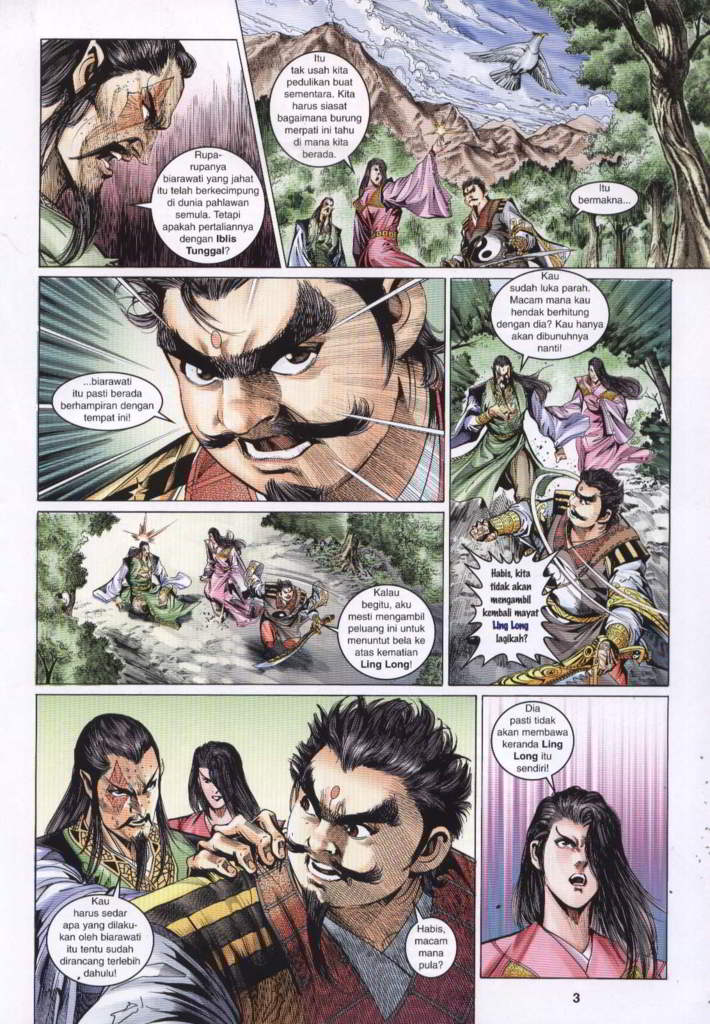 Rupa-
rupanya
biarawati yang jahat
itu telah berkecimpung
di dunia pahlawan
semula. Tetapi
apakah pertaliannya
dengan Iblis
Tunggal?
Itu
tak usah kita
pedulikan buat
sementara. Kita
harus siasat
bagaimana burung
merpati ini tahu
di mana kita
berada.
Itu
bermakna...
...biarawati
itu pasti berada
berhampiran dengan
tempat ini!
Kau
sudah luka parah.
Macam mana kau
hendak berhitung
dengan dia? Kau hanya
akan dibunuhnya
nanti!
Habis, kita
tidak akan
mengambil
kembali mayat
Ling Long
lagikah?
Kalau
begitu, aku
mesti mengambil
peluang ini untuk
menuntut bela ke
atas kematian
Ling Long!
Kau
harus sedar
apa yang dilaku-
kan oleh biarawati
itu tentu sudah
dirancang terlebih
dahulu!
Habis,
macam
mana
pula?
Dia
pasti tidak
akan membawa
keranda Ling
Long itu
sendiri!
3